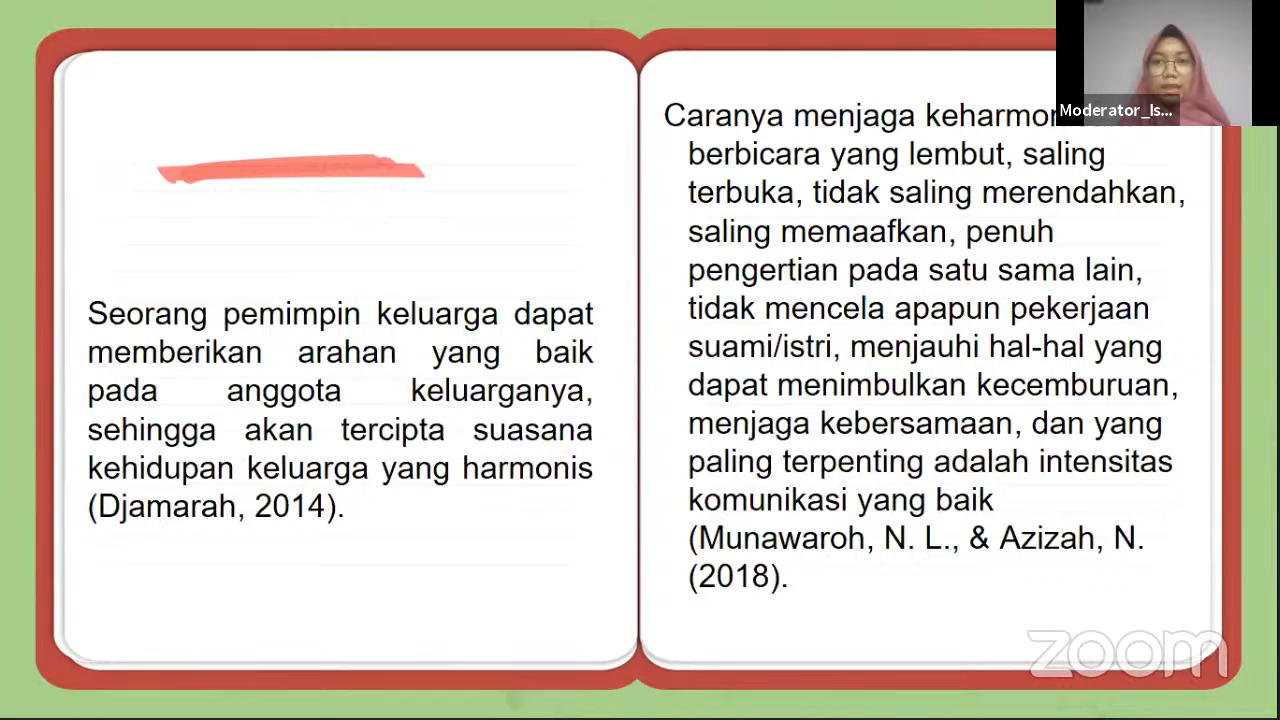 Seorang pemimpin keluarga dapat
memberikan arahan yang baik
pada anggota keluarganya,
sehingga akan tercipta suasana
kehidupan keluarga yang harmonis
(Djamarah, 2014).
Caranya menjaga
berbicara yang lembut, saling
terbuka, tidak saling merendahkan,
saling memaafkan, penuh
pengertian pada satu sama lain,
tidak mencela apapun pekerjaan
suami/istri, menjauhi hal-hal yang
dapat menimbulkan kecemburuan,
menjaga kebersamaan, dan yang
paling terpenting adalah intensitas
komunikasi yang baik
(Munawaroh, N. L., & Azizah, N.
(2018).
Moderator_Is...
zoom